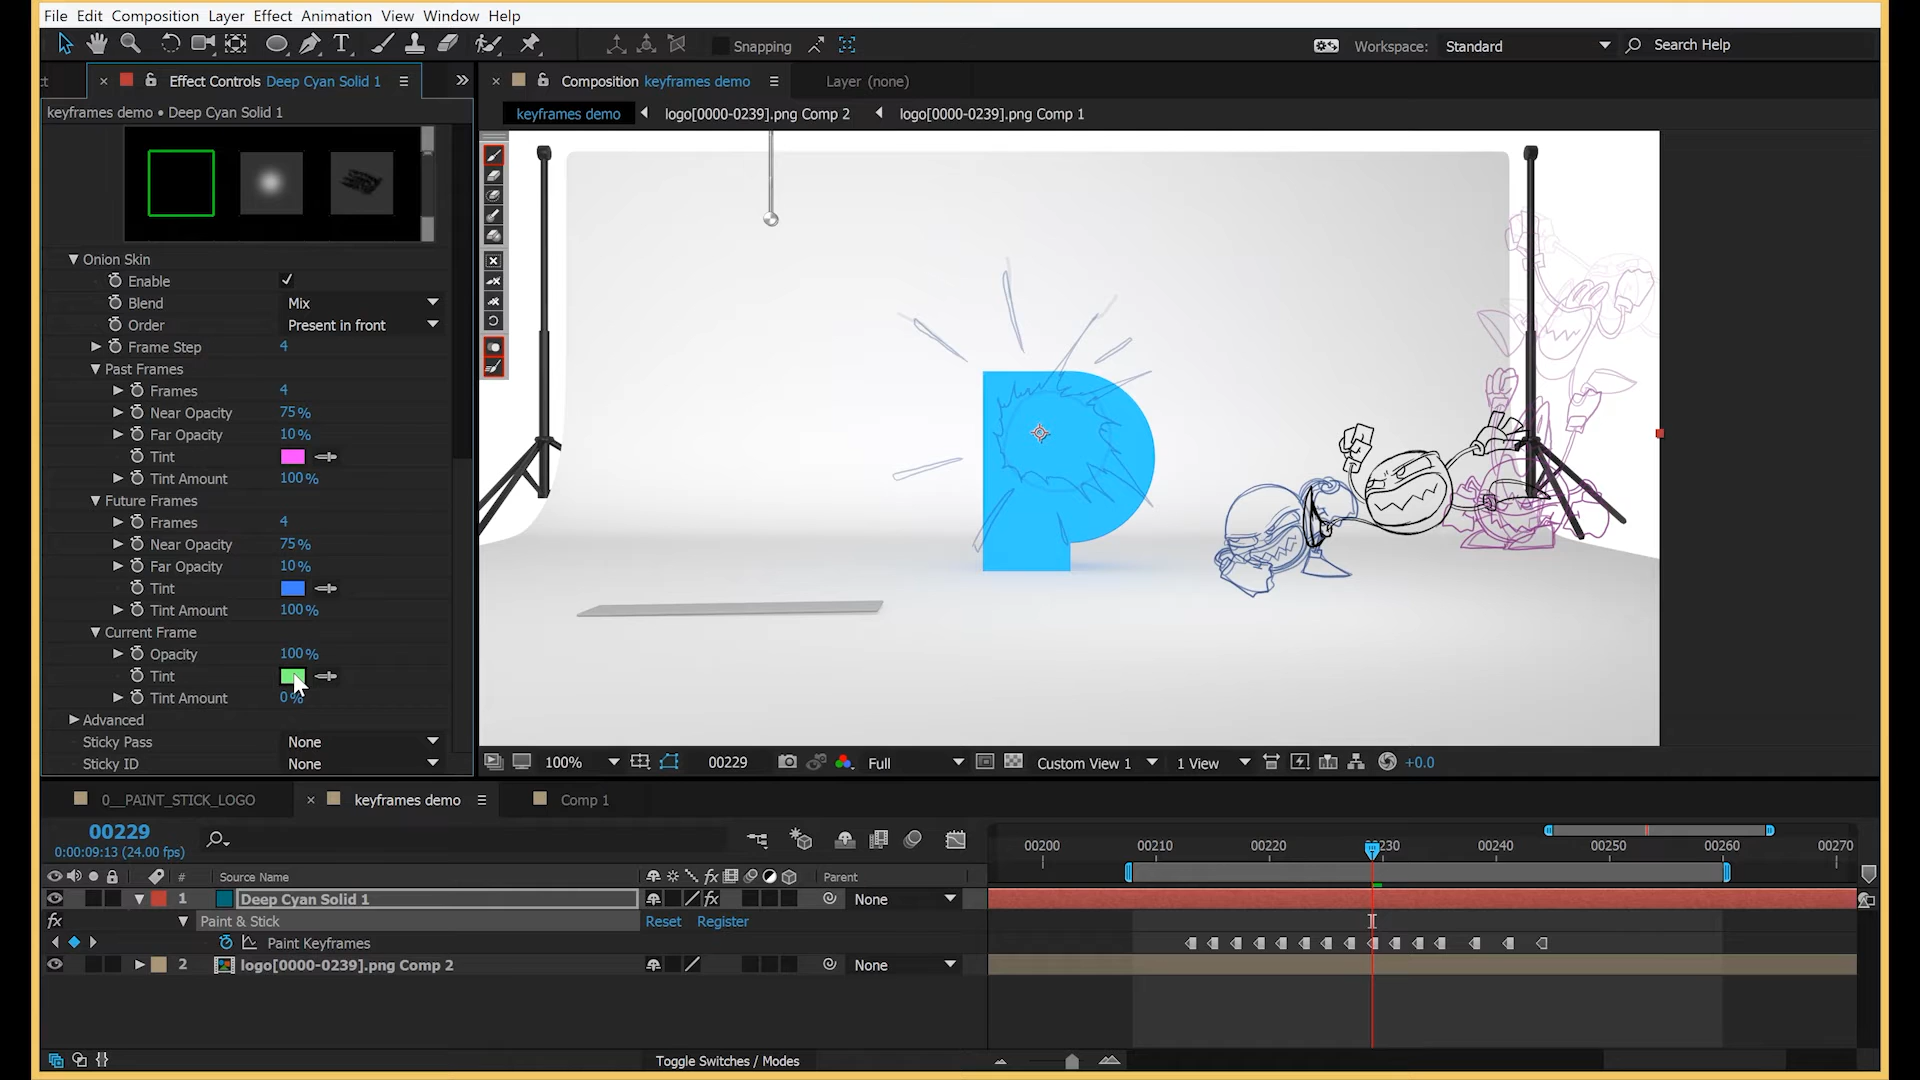 File Edit Composition Layer Effect Animation View Window Help
Snapping
Workspace: Standard Search Help
Effect Controls Deep Cyan Solid 1
Composition keyframes demo
Layer (none)
keyframes demo • Deep Cyan Solid 1
keyframes demo
logo[0000-0239].png Comp 2
logo[0000-0239].png Comp 1
Onion Skin
Enable
Blend Mix
Order Present in front
Frame Step 4
Past Frames
Frames 4
Near Opacity 75%
Far Opacity 10%
Tint
Tint Amount 100%
Future Frames
Frames 4
Near Opacity 75%
Far Opacity 10%
Tint
Tint Amount 100%
Current Frame
Opacity 100%
Tint
Tint Amount 0%
Advanced
Sticky Pass None
Sticky ID None
100% 00229 Full Custom View 1 1 View +0.0
0__PAINT_STICK_LOGO
keyframes demo
Comp 1
00229
0:00:09:13 (24.00 fps)
00200 00210 00220 00230 00240 00250 00260 00270
# Source Name fx Parent
1 Deep Cyan Solid 1 fx None
fx Paint & Stick Reset Register
Paint Keyframes
2 logo[0000-0239].png Comp 2 None
Toggle Switches / Modes